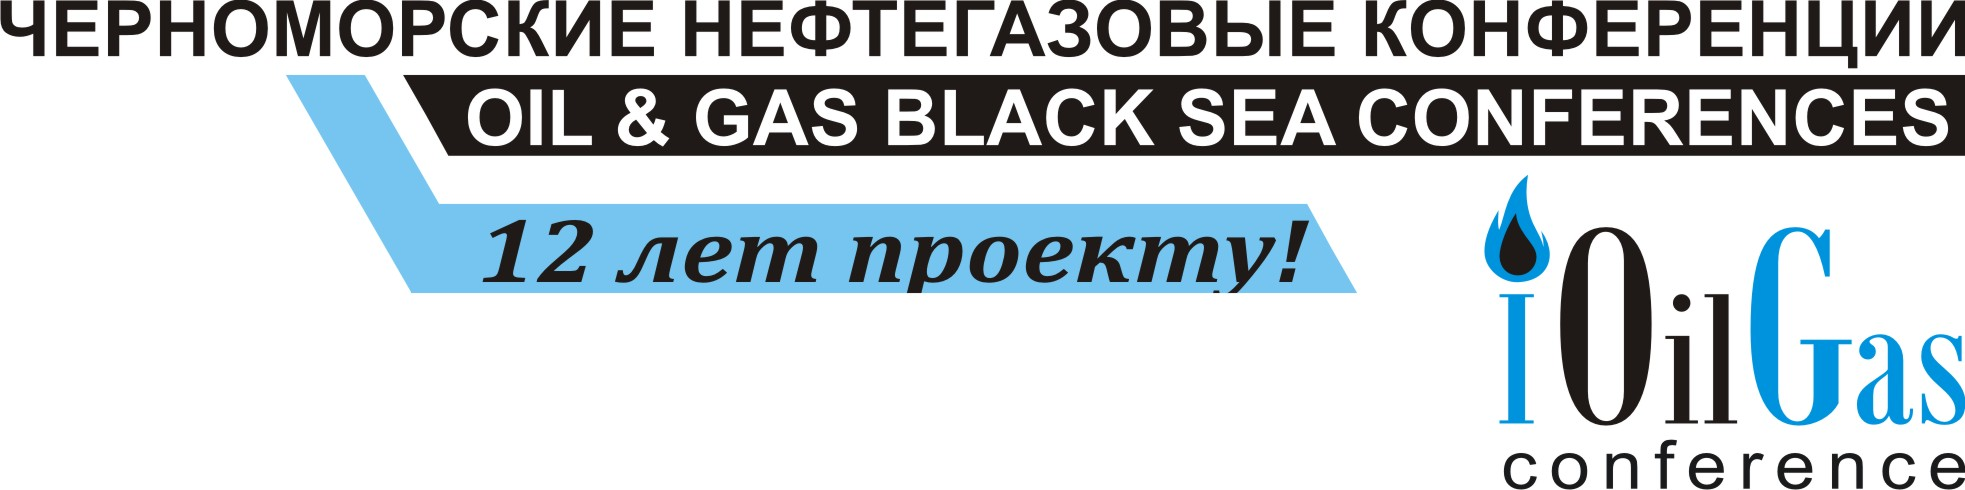 ЧЕРНОМОРСКИЕ НЕФТЕГАЗОВЫЕ КОНФЕРЕНЦИИ
OIL & GAS BLACK SEA CONFERENCES
12 лет проекту!
iOilGas
conference